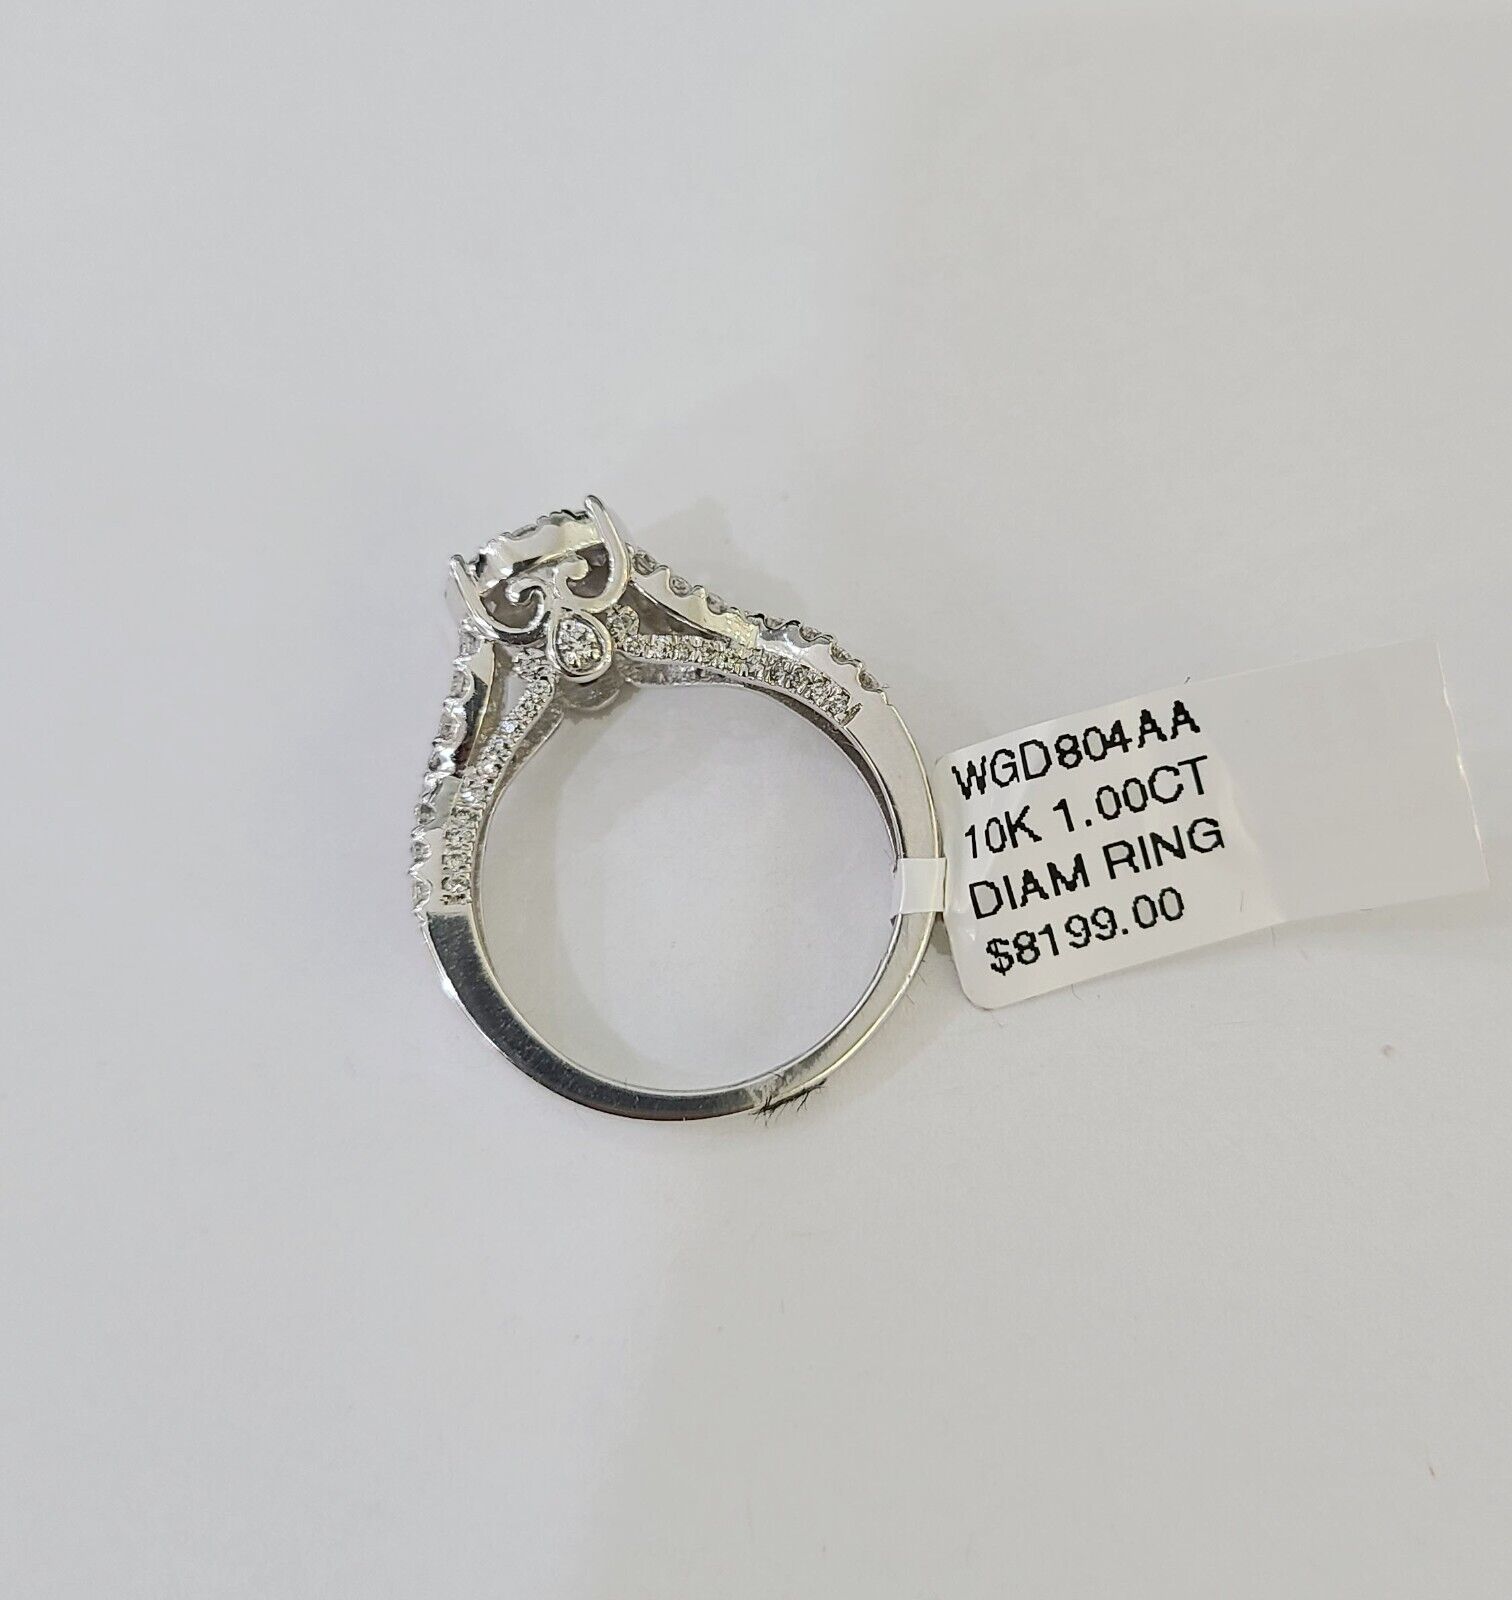 WGD804AA
10K 1.00CT
DIAM RING
$8199.00